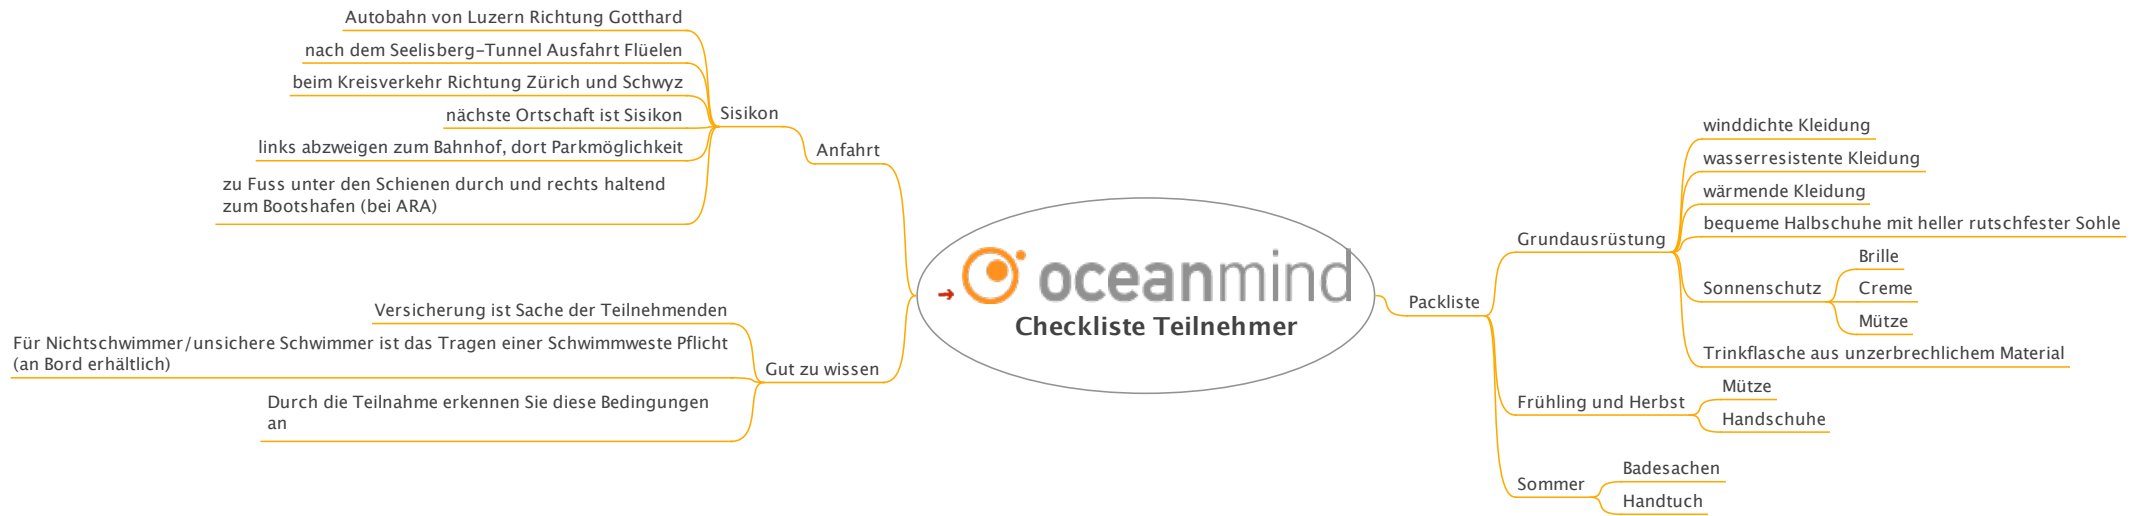 oceanmind
Checkliste Teilnehmer
Anfahrt
Sisikon
Autobahn von Luzern Richtung Gotthard
nach dem Seelisberg-Tunnel Ausfahrt Flüelen
beim Kreisverkehr Richtung Zürich und Schwyz
nächste Ortschaft ist Sisikon
links abzweigen zum Bahnhof, dort Parkmöglichkeit
zu Fuss unter den Schienen durch und rechts haltend
zum Bootshafen (bei ARA)
Gut zu wissen
Versicherung ist Sache der Teilnehmenden
Für Nichtschwimmer/unsichere Schwimmer ist das Tragen einer Schwimmweste Pflicht
(an Bord erhältlich)
Durch die Teilnahme erkennen Sie diese Bedingungen
an
Packliste
Grundausrüstung
winddichte Kleidung
wasserresistente Kleidung
wärmende Kleidung
bequeme Halbschuhe mit heller rutschfester Sohle
Sonnenschutz
Brille
Creme
Mütze
Trinkflasche aus unzerbrechlichem Material
Frühling und Herbst
Mütze
Handschuhe
Sommer
Badesachen
Handtuch